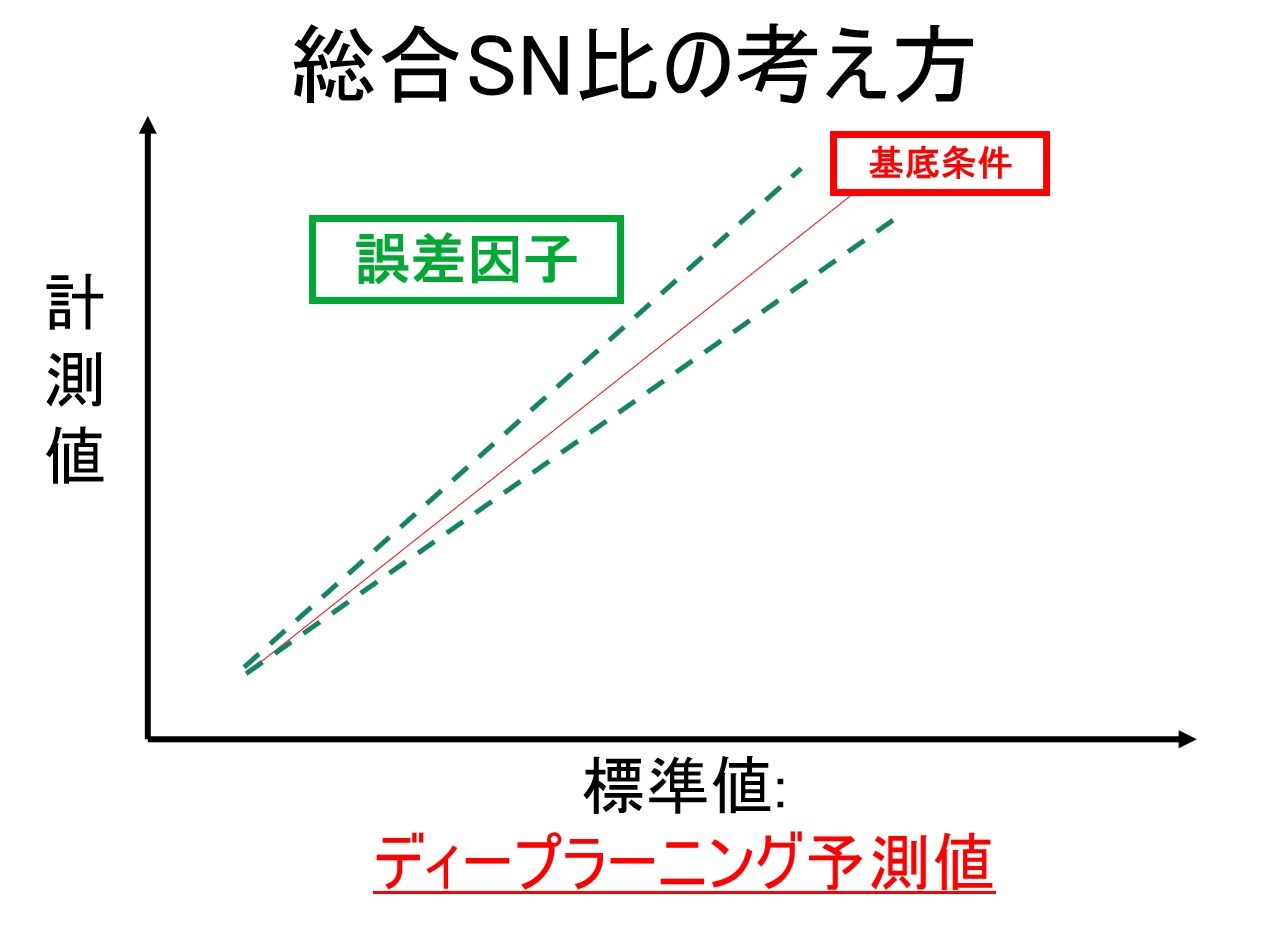 総合SN比の考え方
基底条件
誤差因子
計測値
標準値:
ディープラーニング予測値